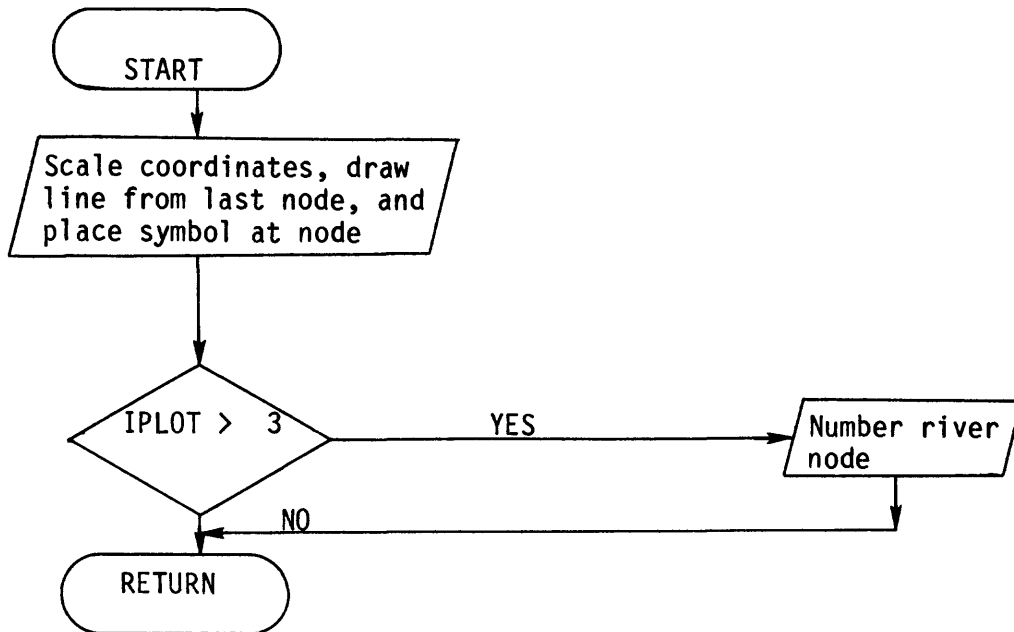 START
Scale coordinates, draw
line from last node, and
place symbol at node
IPLOT > 3
YES
Number river
node
NO
RETURN